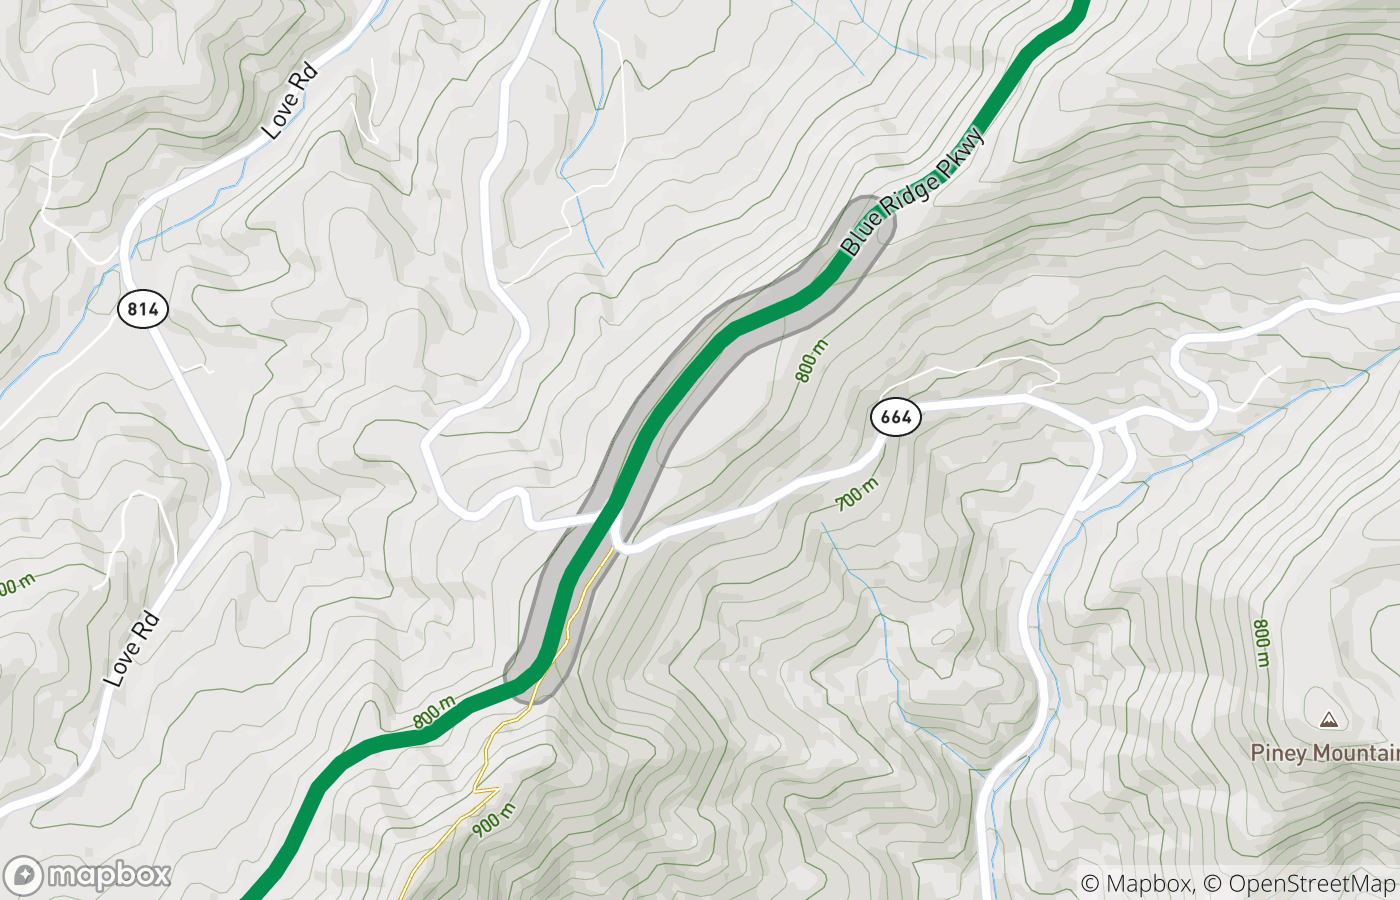 Love Rd
Blue Ridge Pkwy
814
800 m
664
700 m
00 m
Love Rd
800 m
800 m
Piney Mountain
900 m
mapbox
© Mapbox, © OpenStreetMap